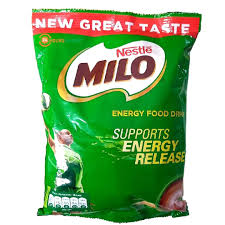 NEW GREAT TASTE
Nestlé
MILO
ENERGY FOOD DRINK
SUPPORTS
ENERGY
RELEASE